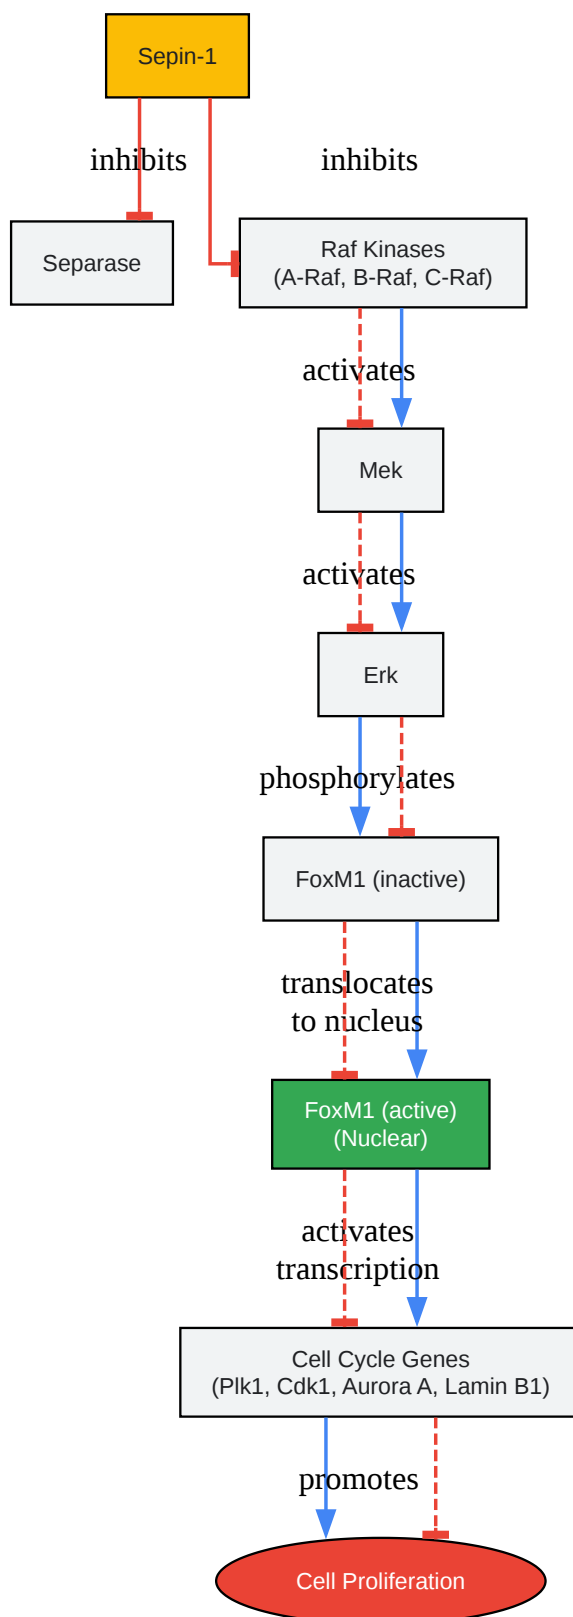 Sepin-1
inhibits
inhibits
Separase
Raf Kinases
(A-Raf, B-Raf, C-Raf)
activates
Mek
activates
Erk
phosphorylates
FoxM1 (inactive)
translocates
to nucleus
FoxM1 (active)
(Nuclear)
activates
transcription
Cell Cycle Genes
(Plk1, Cdk1, Aurora A, Lamin B1)
promotes
Cell Proliferation